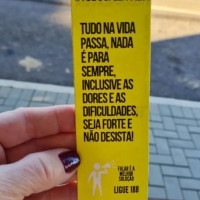 TUDO NA VIDA
PASSA, NADA
É PARA
SEMPRE,
INCLUSIVE AS
DORES E AS
DIFICULDADES,
SEJA FORTE E
NÃO DESISTA!
FALAR É A
MELHOR
SOLUÇÃO
LIGUE 188